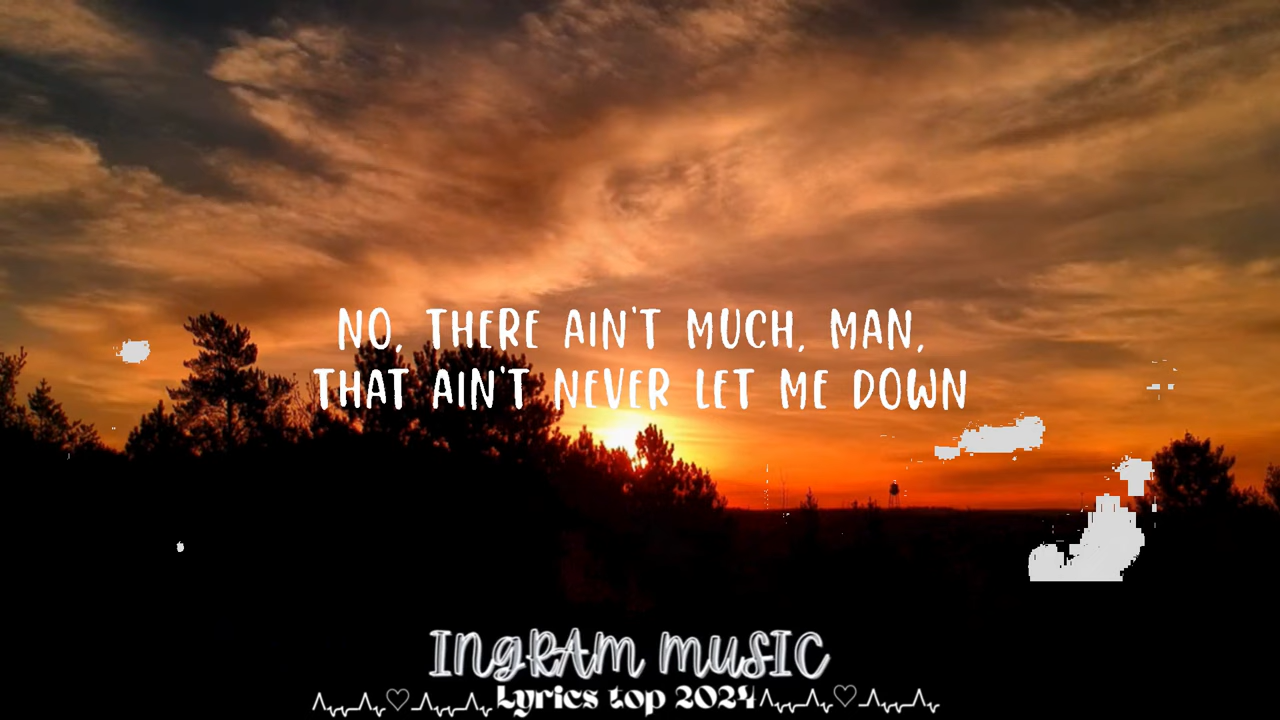 NO, THERE AIN'T MUCH, MAN,
THAT AIN'T NEVER LET ME DOWN
INGRAM MUSIC
Lyrics top 2024